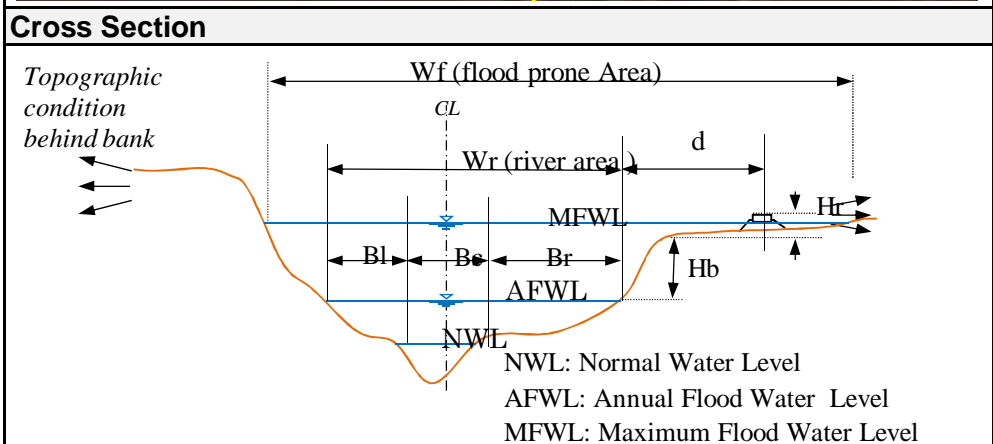 Cross Section
Topographic
condition
behind bank
Wf (flood prone Area)
CL
d
Wr (river area )
Hr
MFWL
Bl
Bc
Br
Hb
AFWL
NWL
NWL: Normal Water Level
AFWL: Annual Flood Water Level
MFWL: Maximum Flood Water Level